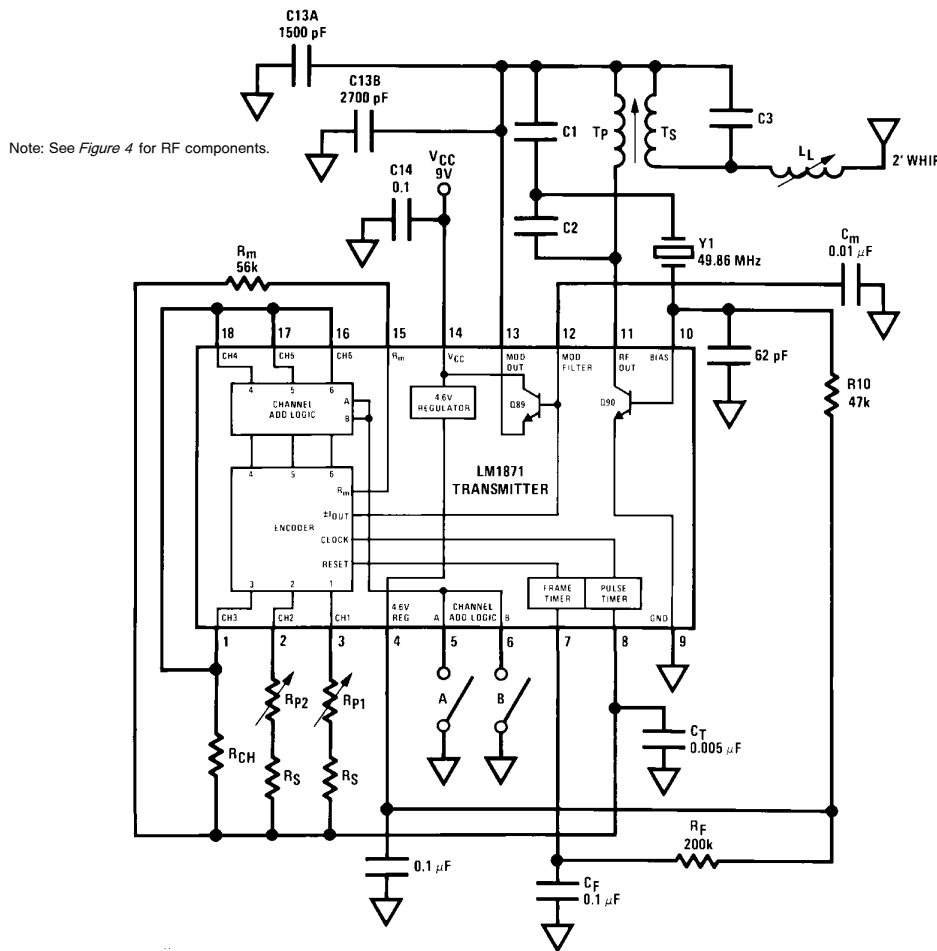 C13A
1500 pF
C13B
2700 pF
Note: See Figure 4 for RF components.
C14
0.1
VCC
9V
C1
C2
TP
TS
C3
LL
2' WHIP
Y1
49.86 MHz
Cm
0.01 μF
62 pF
R10
47k
Rm
56k
18
17
16
15
14
13
12
11
10
CH4
CH5
CH6
Rm
VCC
MOD
OUT
MOD
FILTER
RF
OUT
BIAS
4
5
6
CHANNEL
ADD LOGIC
A
B
4.6V
REGULATOR
Q89
Q90
LM1871
TRANSMITTER
4
5
6
Rm
±IOUT
ENCODER
CLOCK
RESET
3
2
1
FRAME
TIMER
PULSE
TIMER
CH3
CH2
CH1
4.6V
REG
A
CHANNEL
ADD LOGIC
B
GND
1
2
3
4
5
6
7
8
9
RCH
RP2
RP1
RS
RS
A
B
CT
0.005 μF
RF
200k
0.1 μF
CF
0.1 μF